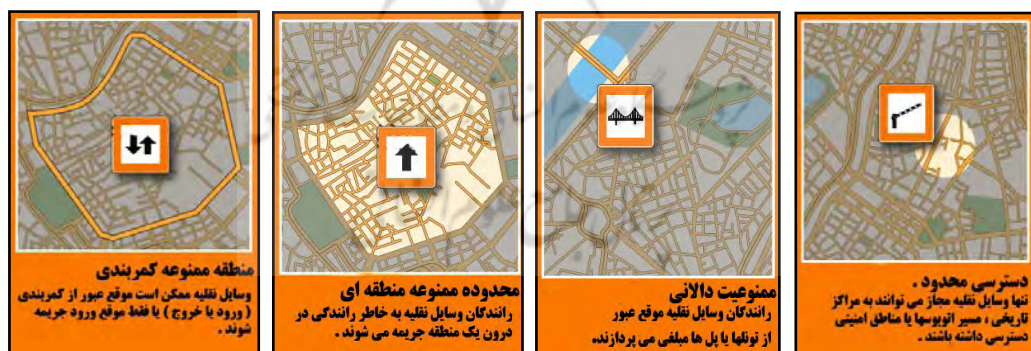 دسترسی محدود .
تنها وسایل نقلیه مجاز می توانند به مراکز
تاریخی ، مسیر اتوبوسها یا مناطق امنیتی
دسترسی داشته باشند .
ممنوعیت دالانی
رانندگان وسایل نقلیه موقع عبور
از تونلها یا پل ها مبلغی می پردازند.
محدوده ممنوعه منطقه ای
رانندگان وسایل نقلیه به خاطر رانندگی در
درون یک منطقه جریمه می شوند .
منطقه ممنوعه کمربندی
وسایل نقلیه ممکن است موقع عبور از کمربندی
( ورود یا خروج ) یا فقط موقع ورود جریمه
شوند .